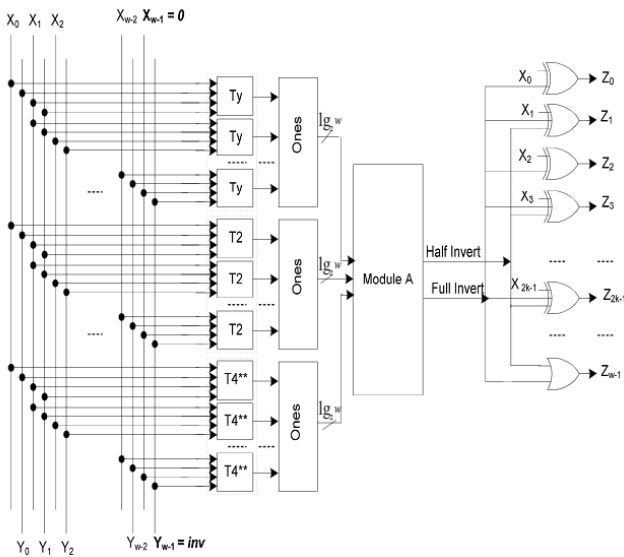 X0 X1 X2 Xw-2 Xw-1 = 0
Ty
Ty
Ty
Ones
lg2 w
T2
T2
T2
Ones
lg2 w
T4**
T4**
T4**
Ones
lg2 w
Module A
Half Invert
Full Invert
X0 Z0
X1 Z1
X2 Z2
X3 Z3
X2k-1 Z2k-1
Zw-1
Y0 Y1 Y2 Yw-2 Yw-1 = inv